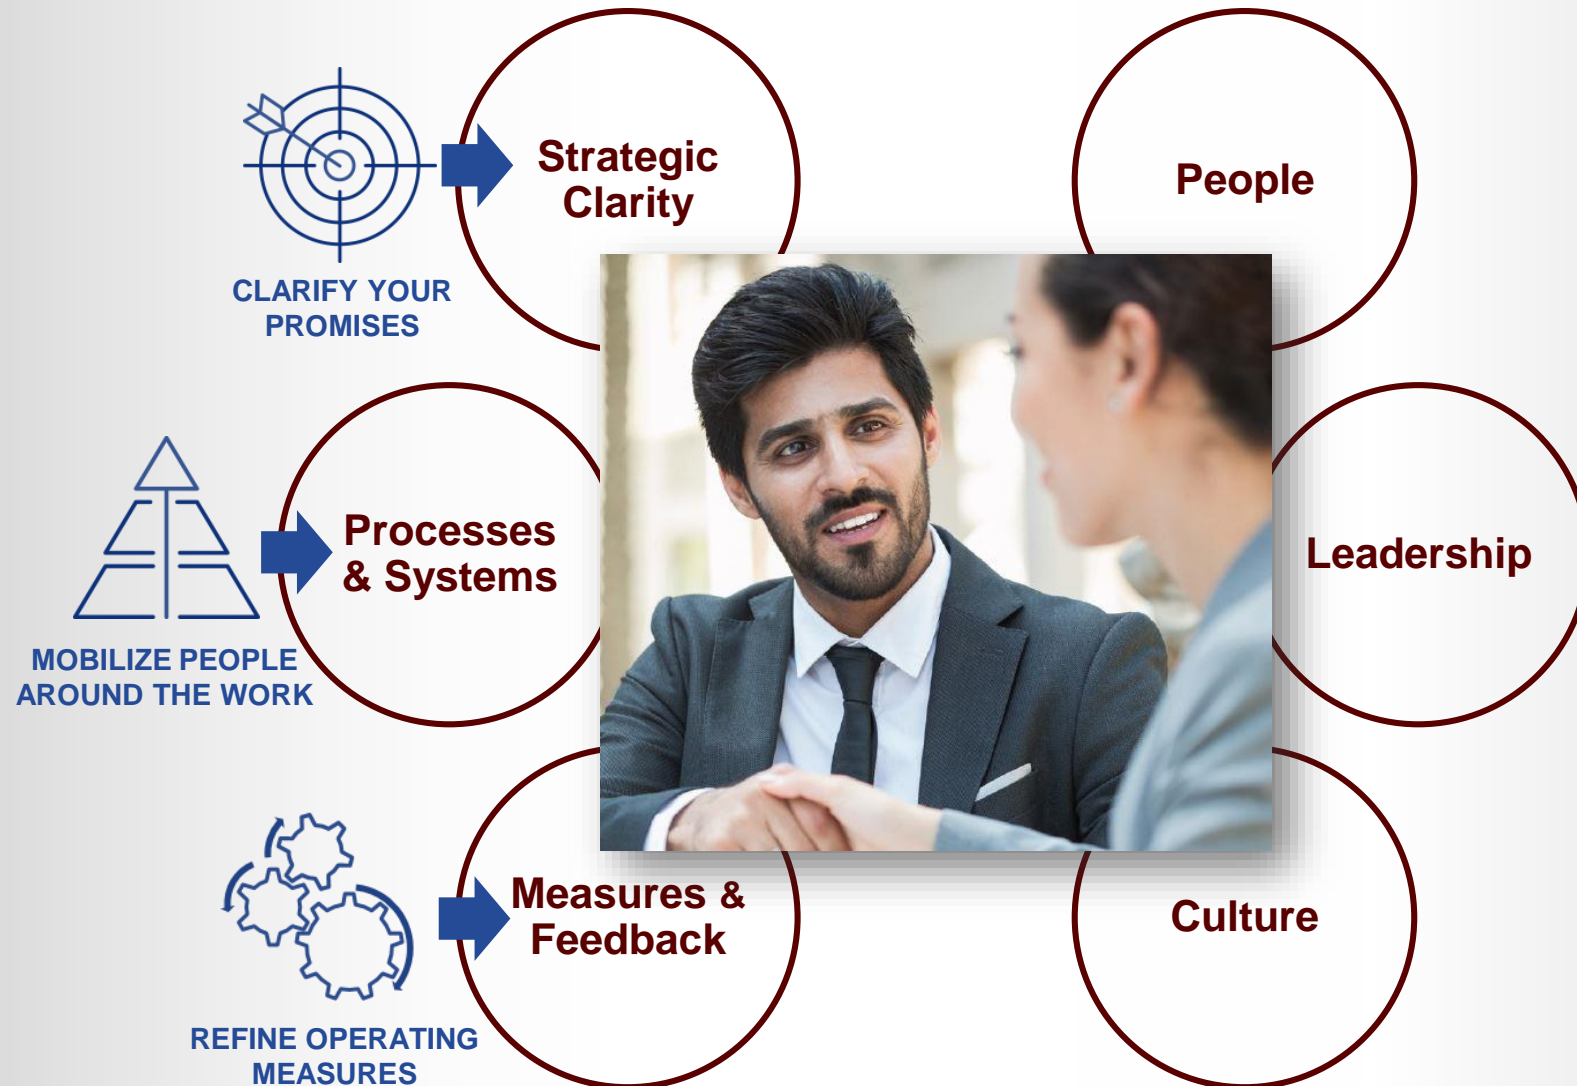 Strategic
Clarity
People
CLARIFY YOUR
PROMISES
Processes
& Systems
Leadership
MOBILIZE PEOPLE
AROUND THE WORK
Measures &
Feedback
Culture
REFINE OPERATING
MEASURES